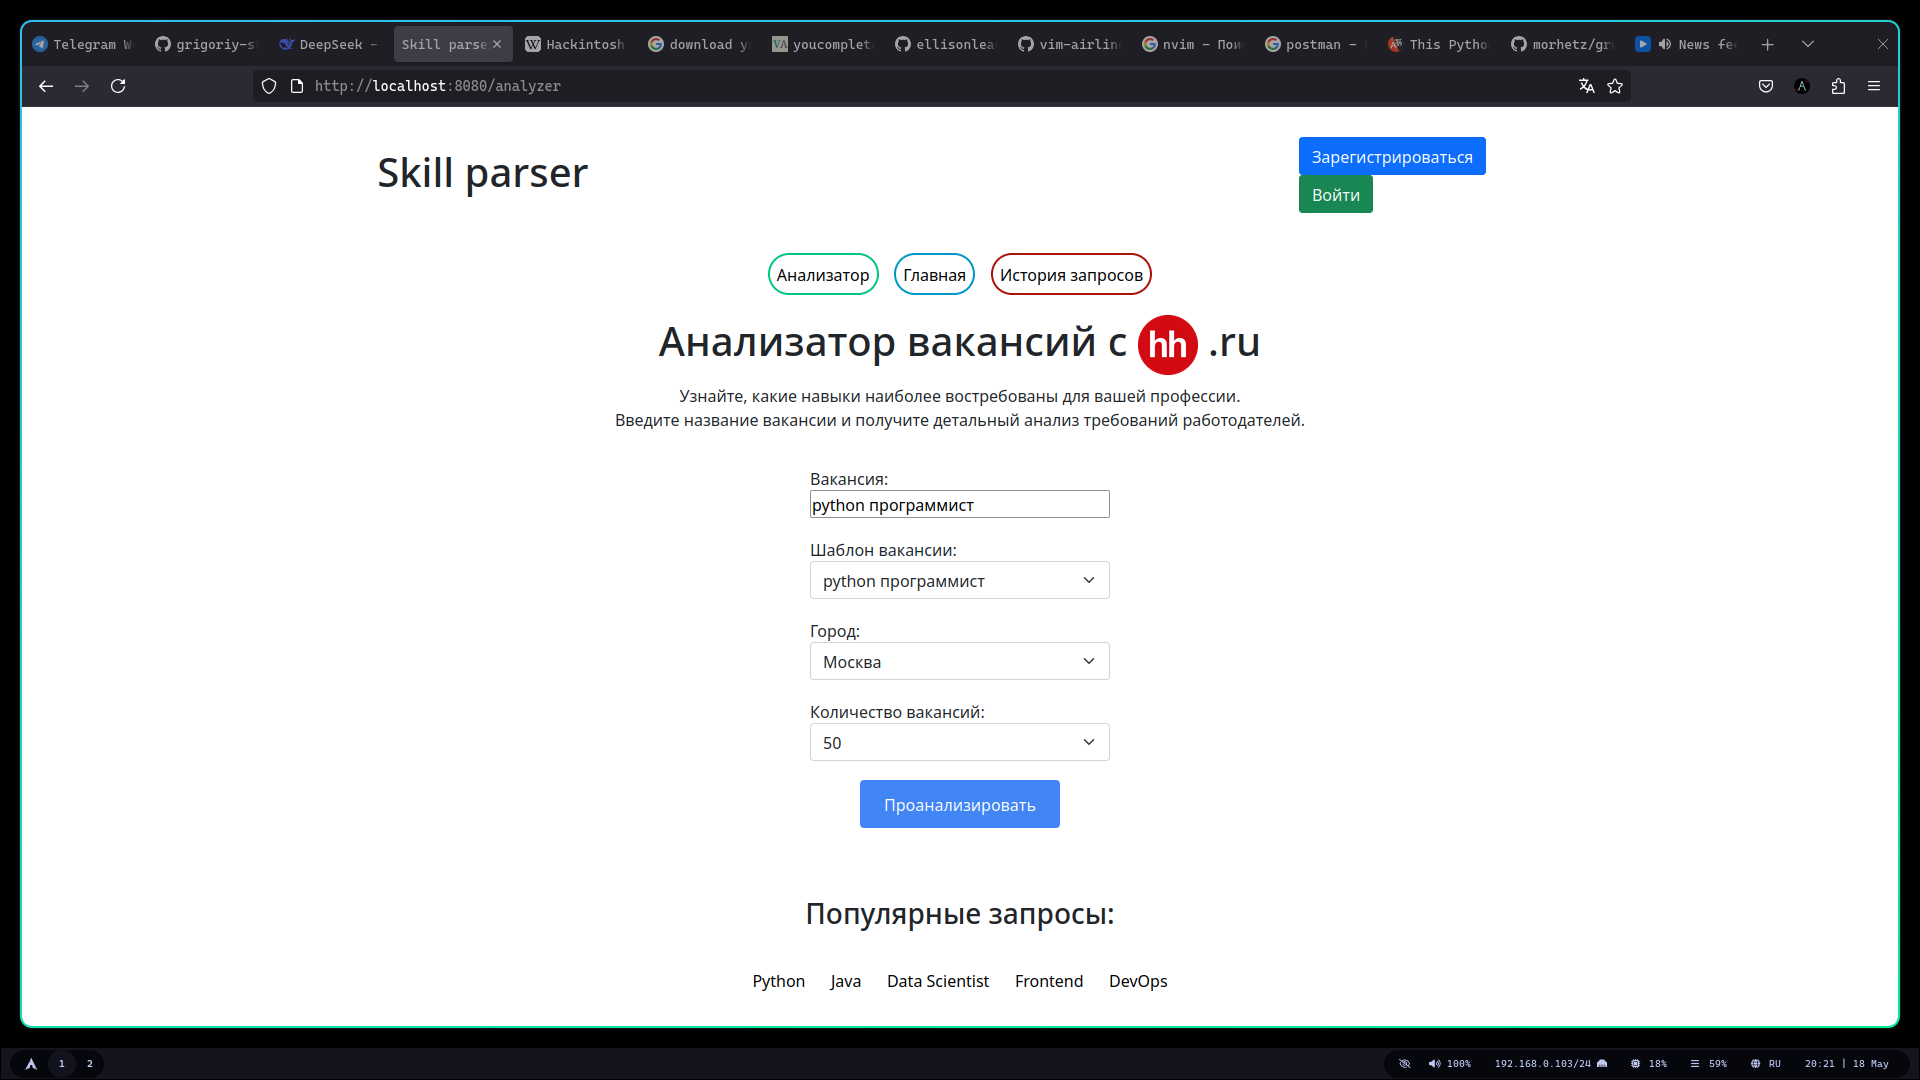 Telegram W
grigoriy-s
DeepSeek -
Skill parse
Hackintosh
download y
youcomplet
ellisonlea
vim-airlin
nvim - Пои
postman -
This Pytho
morhetz/gr
News fe
http://localhost:8080/analyzer
Skill parser
Зарегистрироваться
Войти
Анализатор
Главная
История запросов
Анализатор вакансий с hh .ru
Узнайте, какие навыки наиболее востребованы для вашей профессии.
Введите название вакансии и получите детальный анализ требований работодателей.
Вакансия:
python программист
Шаблон вакансии:
python программист
Город:
Москва
Количество вакансий:
50
Проанализировать
Популярные запросы:
Python Java Data Scientist Frontend DevOps
1 2 100% 192.168.0.103/24 18% 59% RU 20:21 | 18 May